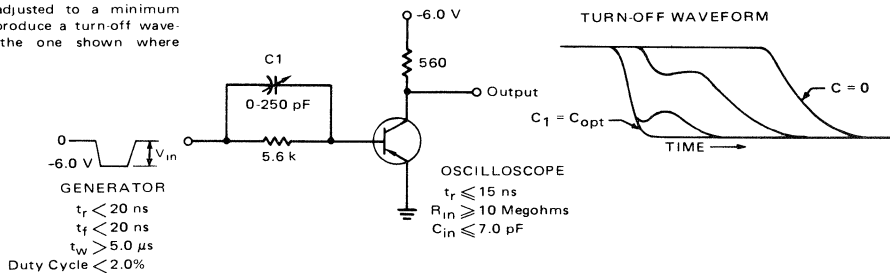 adjusted to a minimum
produce a turn-off wave-
the one shown where
C1
0-250 pF
5.6 k
-6.0 V
560
Output
0
-6.0 V
Vin
GENERATOR
tr < 20 ns
tf < 20 ns
tw > 5.0 μs
Duty Cycle < 2.0%
OSCILLOSCOPE
tr ≤ 15 ns
Rin ≥ 10 Megohms
Cin ≤ 7.0 pF
TURN-OFF WAVEFORM
C = 0
C1 = Copt
TIME